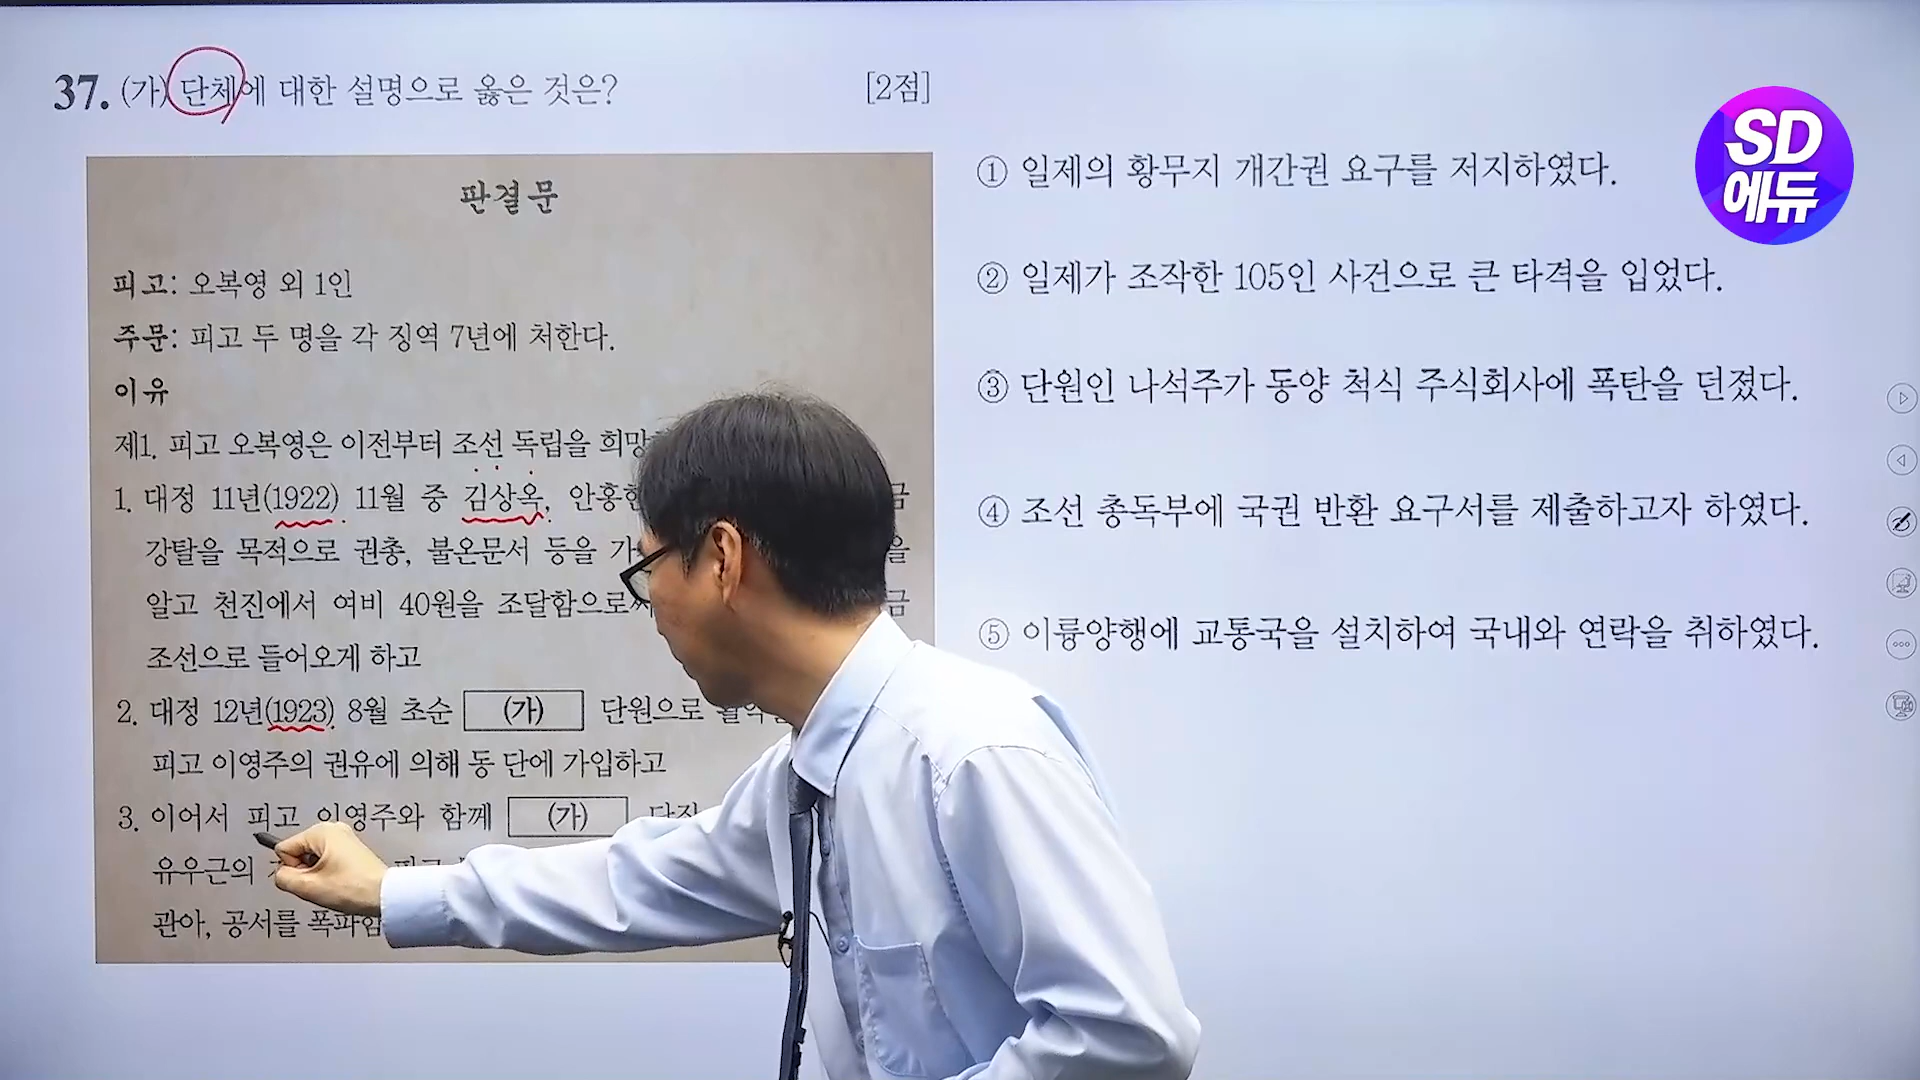 37. (가) 단체에 대한 설명으로 옳은 것은? [2점]
판결문
피고: 오복영 외 1인
주문: 피고 두 명을 각 징역 7년에 처한다.
이유
제1. 피고 오복영은 이전부터 조선 독립을 희망
1. 대정 11년(1922) 11월 중 김상옥, 안홍한 금
강탈을 목적으로 권총, 불온문서 등을 가 을
알고 천진에서 여비 40원을 조달함으로써 금
조선으로 들어오게 하고
2. 대정 12년(1923) 8월 초순 (가) 단원으로
피고 이영주의 권유에 의해 동 단에 가입하고
3. 이어서 피고 이영주와 함께 (가) 단장
유우근의
관아, 공서를 폭파함
① 일제의 황무지 개간권 요구를 저지하였다.
② 일제가 조작한 105인 사건으로 큰 타격을 입었다.
③ 단원인 나석주가 동양 척식 주식회사에 폭탄을 던졌다.
④ 조선 총독부에 국권 반환 요구서를 제출하고자 하였다.
⑤ 이륭양행에 교통국을 설치하여 국내와 연락을 취하였다.
SD
에듀